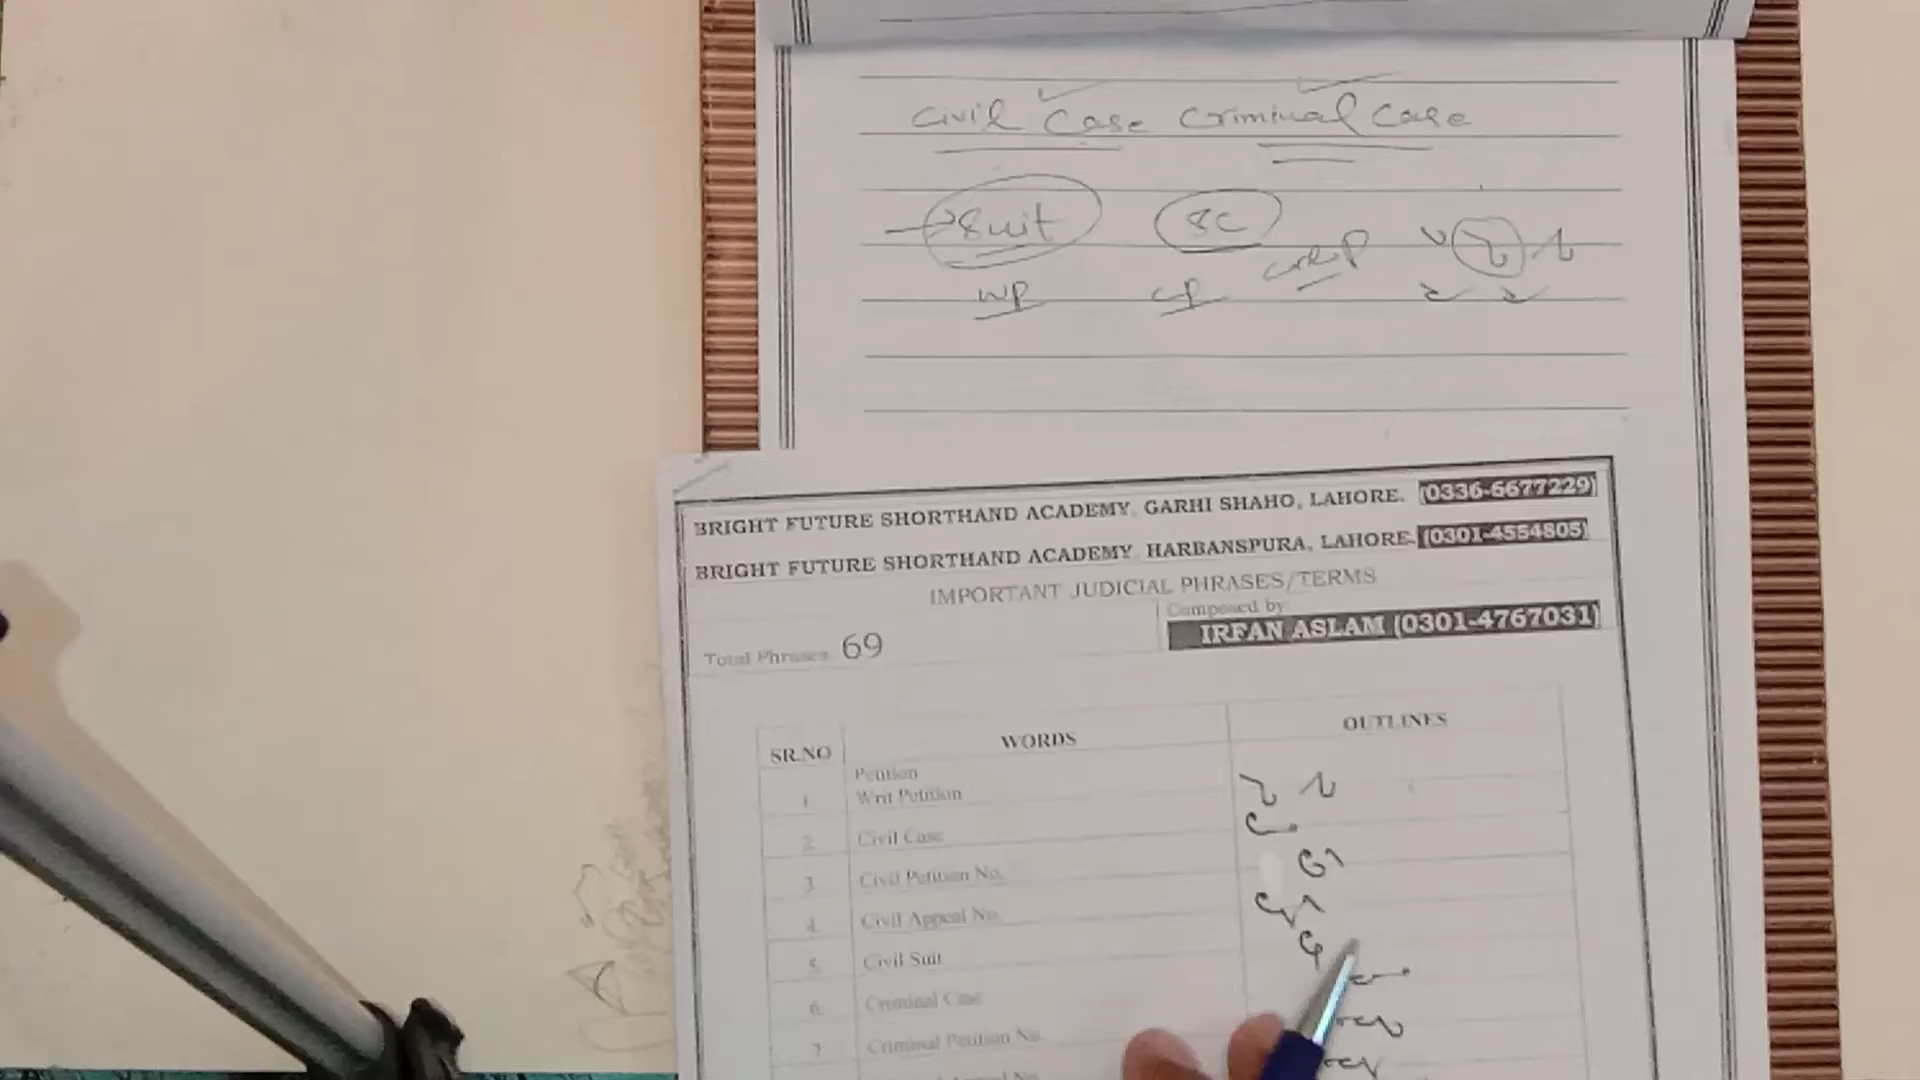 Civil Case Criminal Case
Suit SC
WP CP CrlP
BRIGHT FUTURE SHORTHAND ACADEMY, GARHI SHAHO, LAHORE. (0336-6677229)
BRIGHT FUTURE SHORTHAND ACADEMY HARBANSPURA, LAHORE. (0301-4554805)
IMPORTANT JUDICIAL PHRASES/TERMS
Total Phrases 69
Composed by:
IRFAN ASLAM (0301-4767031)
SR.NO WORDS OUTLINES
Petition
1. Writ Petition
2. Civil Case
3. Civil Petition No.
4. Civil Appeal No.
5. Civil Suit
6. Criminal Case
7. Criminal Petition No.